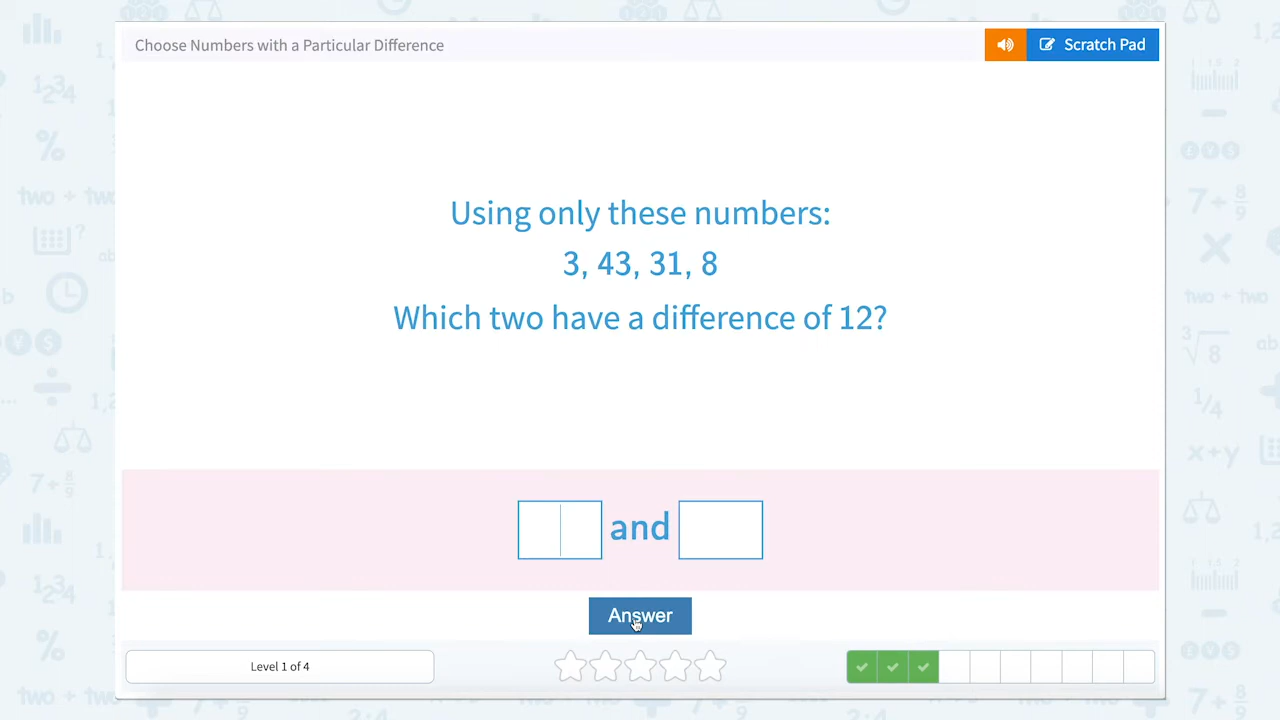 Choose Numbers with a Particular Difference
Scratch Pad
Using only these numbers:
3, 43, 31, 8
Which two have a difference of 12?
and
Answer
Level 1 of 4